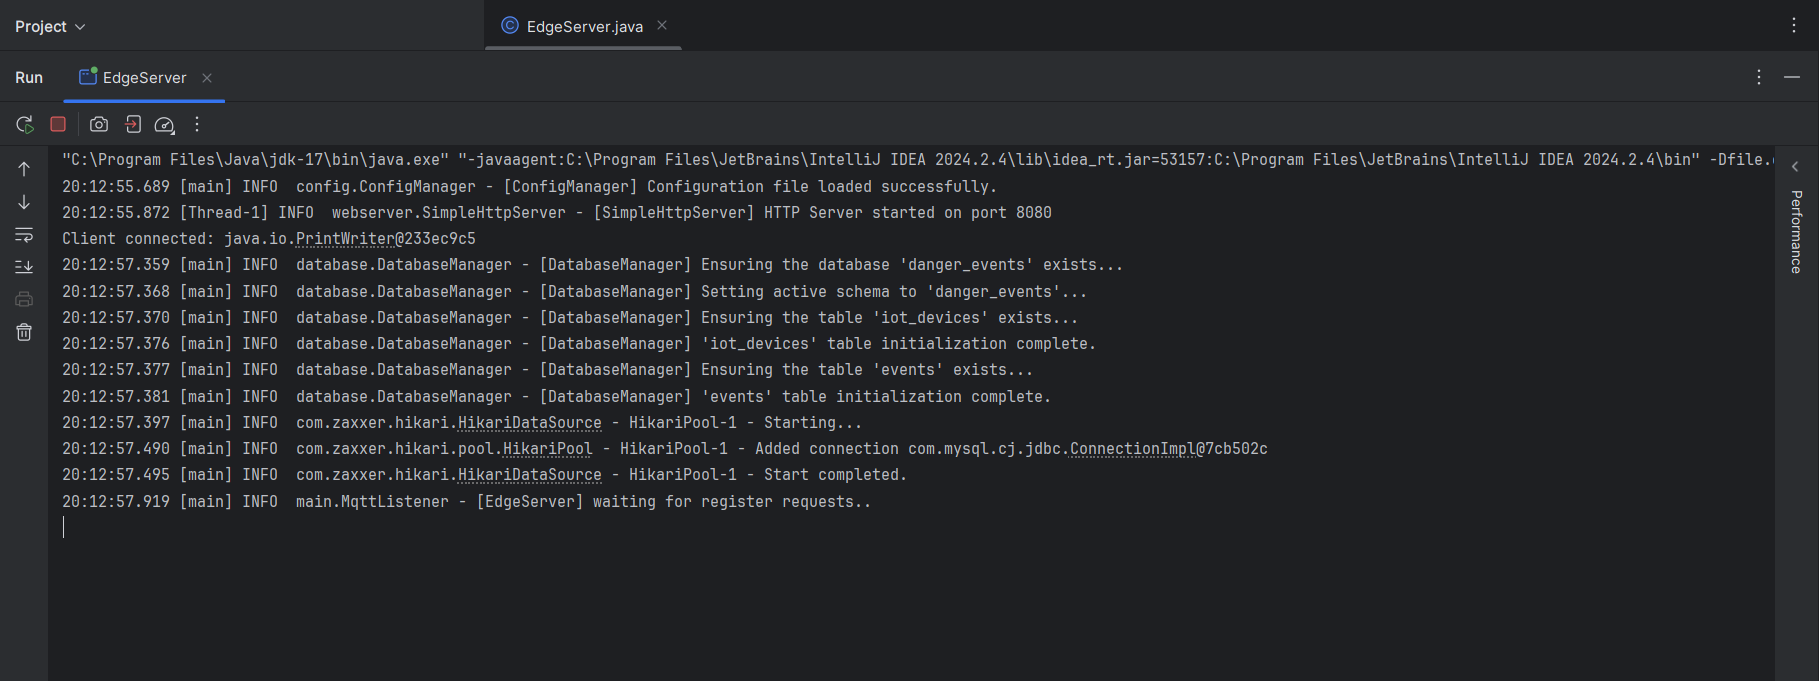 Project
EdgeServer.java
Run
EdgeServer
"C:\Program Files\Java\jdk-17\bin\java.exe" "-javaagent:C:\Program Files\JetBrains\IntelliJ IDEA 2024.2.4\lib\idea_rt.jar=53157:C:\Program Files\JetBrains\IntelliJ IDEA 2024.2.4\bin" -Dfile.
20:12:55.689 [main] INFO  config.ConfigManager - [ConfigManager] Configuration file loaded successfully.
20:12:55.872 [Thread-1] INFO  webserver.SimpleHttpServer - [SimpleHttpServer] HTTP Server started on port 8080
Client connected: java.io.PrintWriter@233ec9c5
20:12:57.359 [main] INFO  database.DatabaseManager - [DatabaseManager] Ensuring the database 'danger_events' exists...
20:12:57.368 [main] INFO  database.DatabaseManager - [DatabaseManager] Setting active schema to 'danger_events'...
20:12:57.370 [main] INFO  database.DatabaseManager - [DatabaseManager] Ensuring the table 'iot_devices' exists...
20:12:57.376 [main] INFO  database.DatabaseManager - [DatabaseManager] 'iot_devices' table initialization complete.
20:12:57.377 [main] INFO  database.DatabaseManager - [DatabaseManager] Ensuring the table 'events' exists...
20:12:57.381 [main] INFO  database.DatabaseManager - [DatabaseManager] 'events' table initialization complete.
20:12:57.397 [main] INFO  com.zaxxer.hikari.HikariDataSource - HikariPool-1 - Starting...
20:12:57.490 [main] INFO  com.zaxxer.hikari.pool.HikariPool - HikariPool-1 - Added connection com.mysql.cj.jdbc.ConnectionImpl@7cb502c
20:12:57.495 [main] INFO  com.zaxxer.hikari.HikariDataSource - HikariPool-1 - Start completed.
20:12:57.919 [main] INFO  main.MqttListener - [EdgeServer] waiting for register requests..
Performance